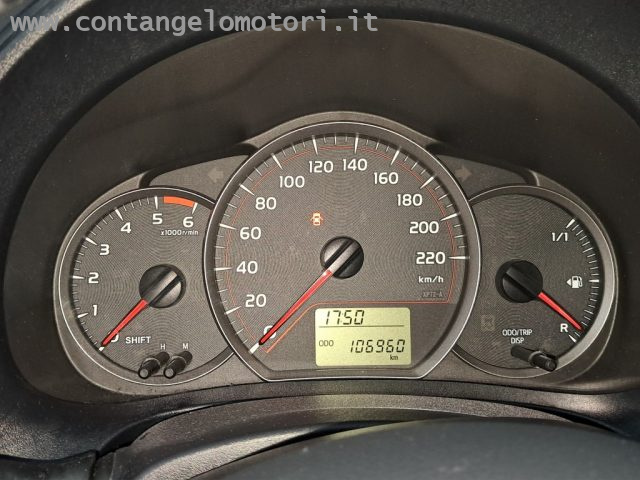 www.contangelomotori.it
0 1 2 3 4 5 6
x1000r/min
SHIFT
H M
0 20 40 60 80 100 120 140 160 180 200 220
km/h
XP72-A
1750
ODO 106960
km
1/1
R
ODO/TRIP
DISP